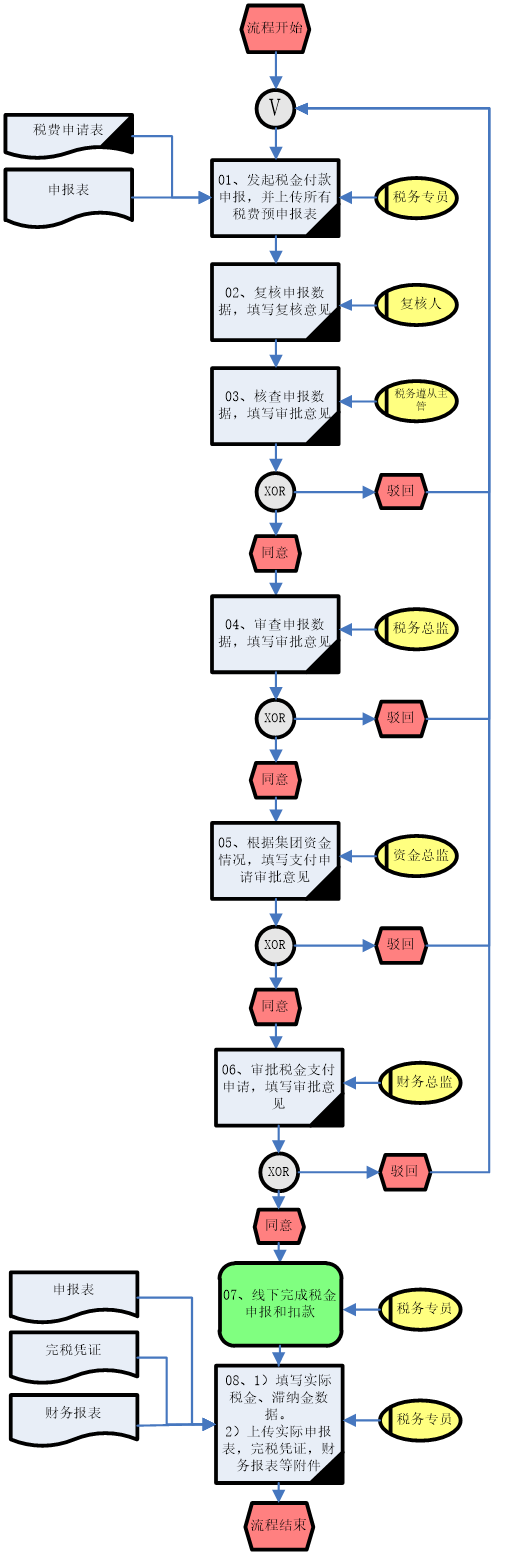 流程开始
V
税费申请表
申报表
01、发起税金付款
申报，并上传所有
税费预申报表
税务专员
02、复核申报数
据，填写复核意见
复核人
03、核查申报数
据，填写审批意见
税务遵从主
管
XOR
驳回
同意
04、审查申报数
据，填写审批意见
税务总监
XOR
驳回
同意
05、根据集团资金
情况，填写支付申
请审批意见
资金总监
XOR
驳回
同意
06、审批税金支付
申请，填写审批意
见
财务总监
XOR
驳回
同意
07、线下完成税金
申报和扣款
税务专员
申报表
完税凭证
财务报表
08、1）填写实际
税金、滞纳金数
据。
2）上传实际申报
表，完税凭证，财
务报表等附件
税务专员
流程结束